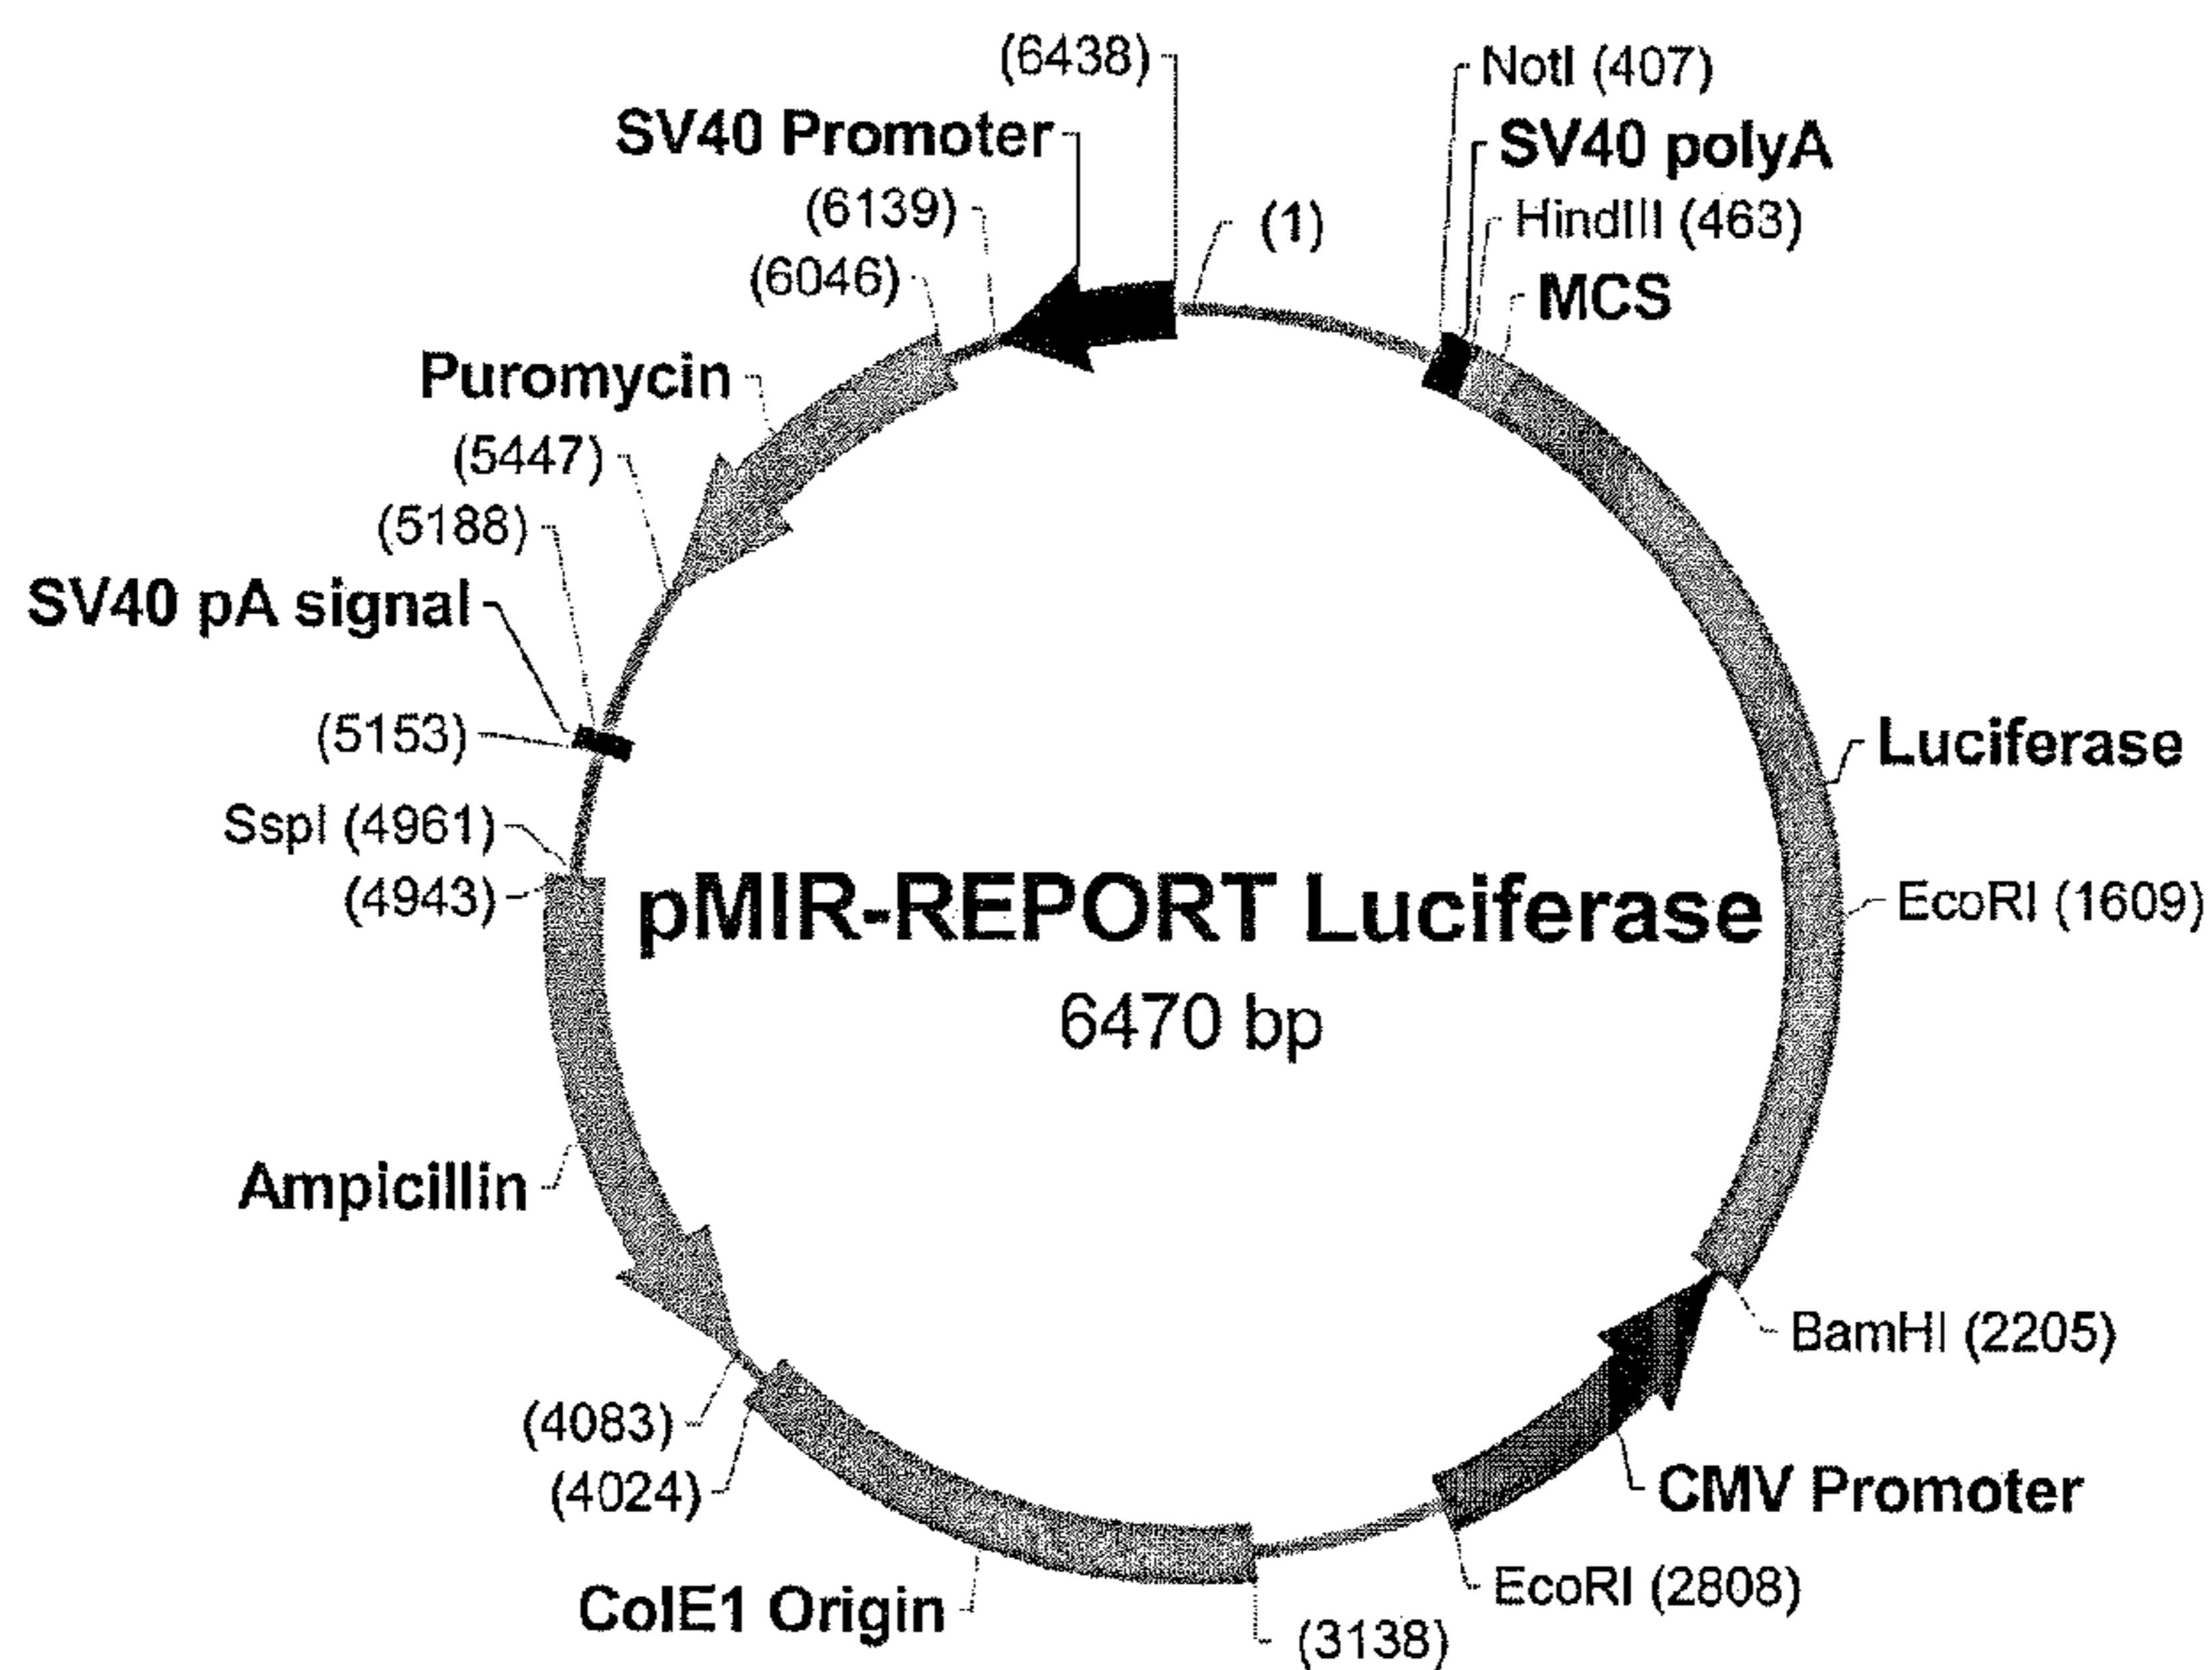 (6438)
NotI (407)
SV40 Promoter
SV40 polyA
(6139)
(1)
HindIII (463)
(6046)
MCS
Puromycin
(5447)
(5188)
SV40 pA signal
(5153)
Luciferase
SspI (4961)
(4943)
pMIR-REPORT Luciferase
EcoRI (1609)
6470 bp
Ampicillin
BamHI (2205)
(4083)
(4024)
CMV Promoter
ColE1 Origin
EcoRI (2808)
(3138)